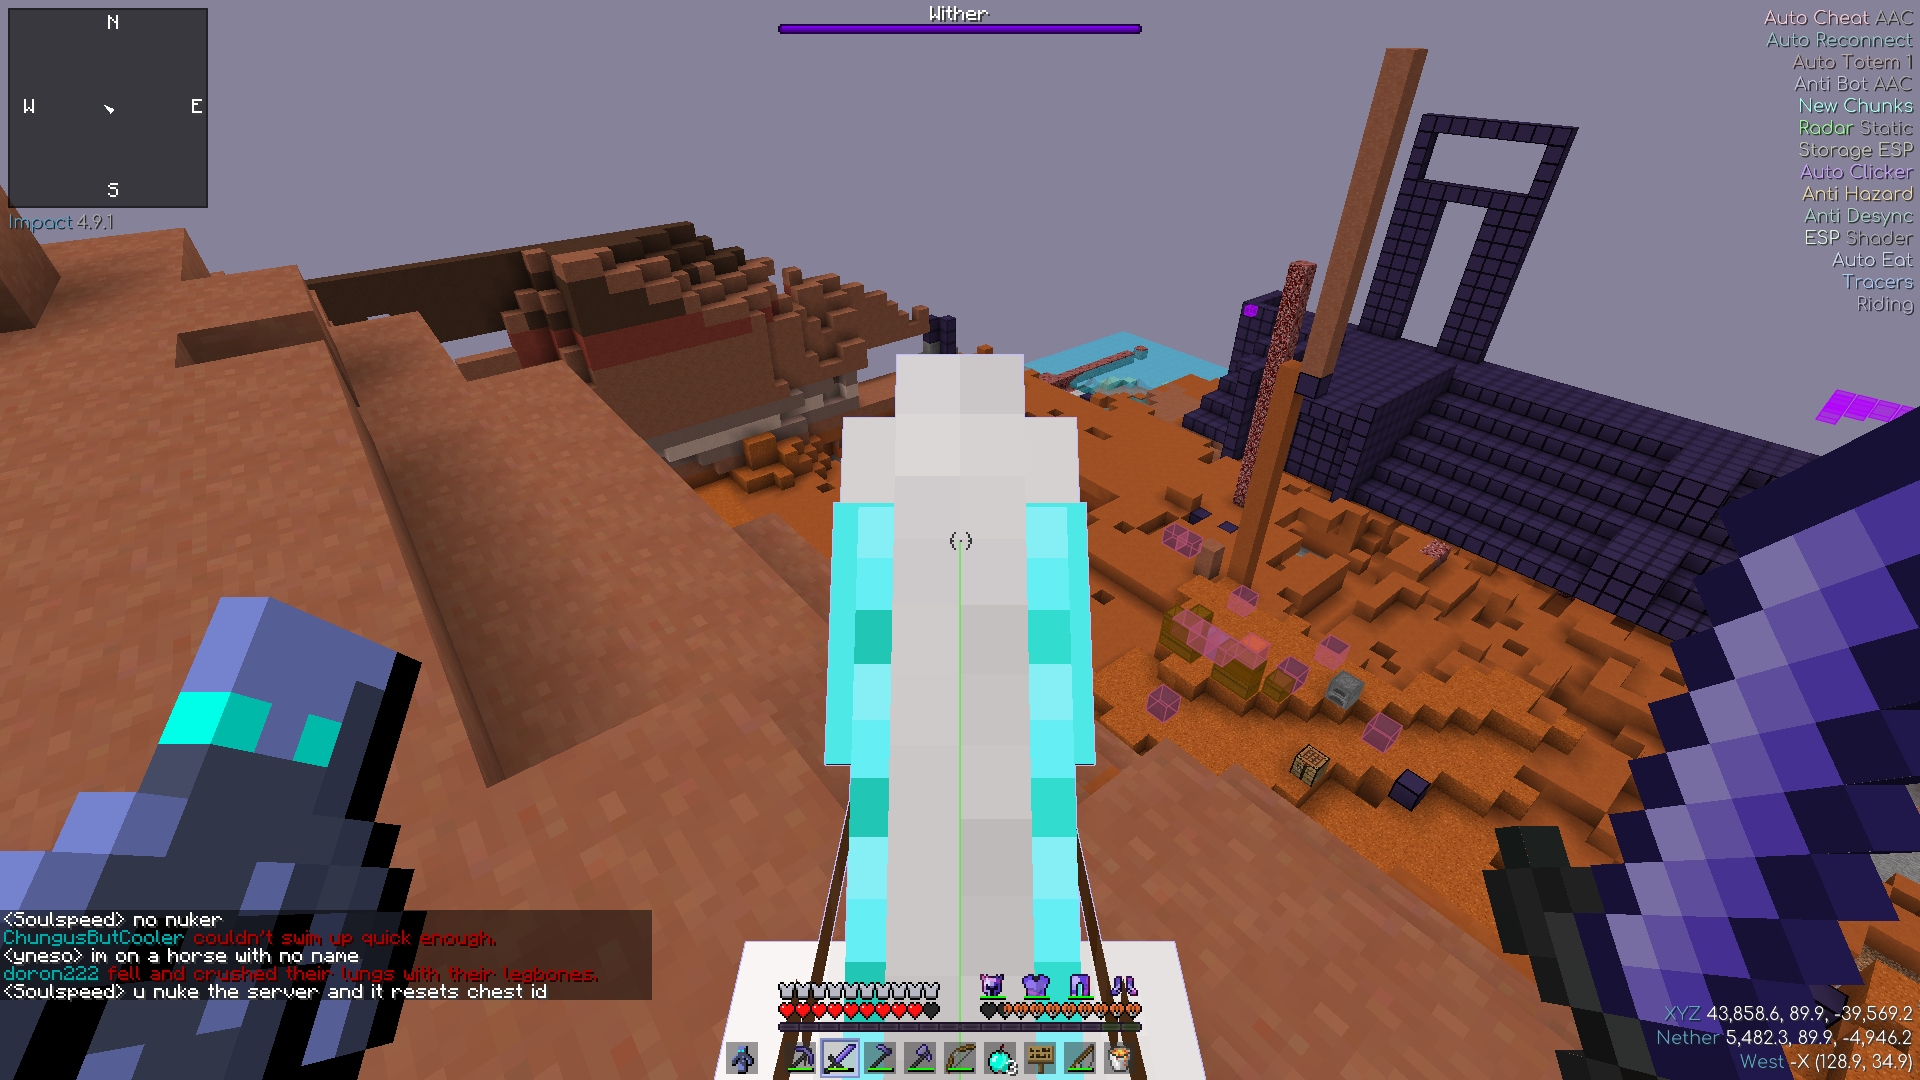 N
Wither
W
E
S
Impact 4.9.1
Auto Cheat AAC
Auto Reconnect
Auto Totem 1
Anti Bot AAC
New Chunks
Radar Static
Storage ESP
Auto Clicker
Anti Hazard
Anti Desync
ESP Shader
Auto Eat
Tracers
Riding
<Soulspeed> no nuker
ChungusButCooler couldn't swim up quick enough.
<yneso> im on a horse with no name
doron222 fell and crushed their lungs with their legbones.
<Soulspeed> u nuke the server and it resets chest id
3
XYZ 43,858.6, 89.9, -39,569.2
Nether 5,482.3, 89.9, -4,946.2
West -X (128.9, 34.9)